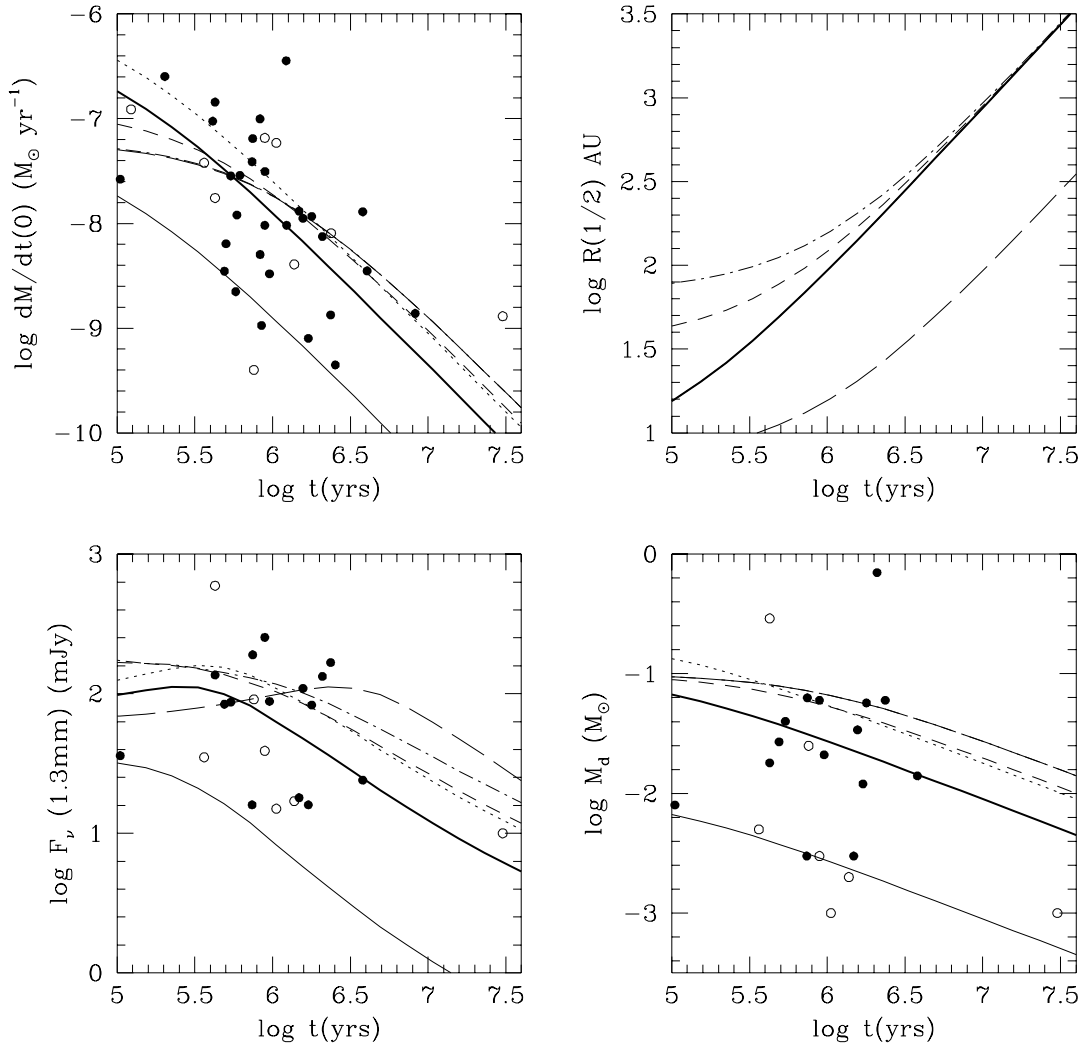 −6
−7
−8
−9
−10
log dM/dt(0) (M⊙ yr⁻¹)
5 5.5 6 6.5 7 7.5
log t(yrs)
3.5
3
2.5
2
1.5
1
log R(1/2) AU
5 5.5 6 6.5 7 7.5
log t(yrs)
3
2
1
0
log Fν (1.3mm) (mJy)
5 5.5 6 6.5 7 7.5
log t(yrs)
0
−1
−2
−3
log Md (M⊙)
5 5.5 6 6.5 7 7.5
log t(yrs)